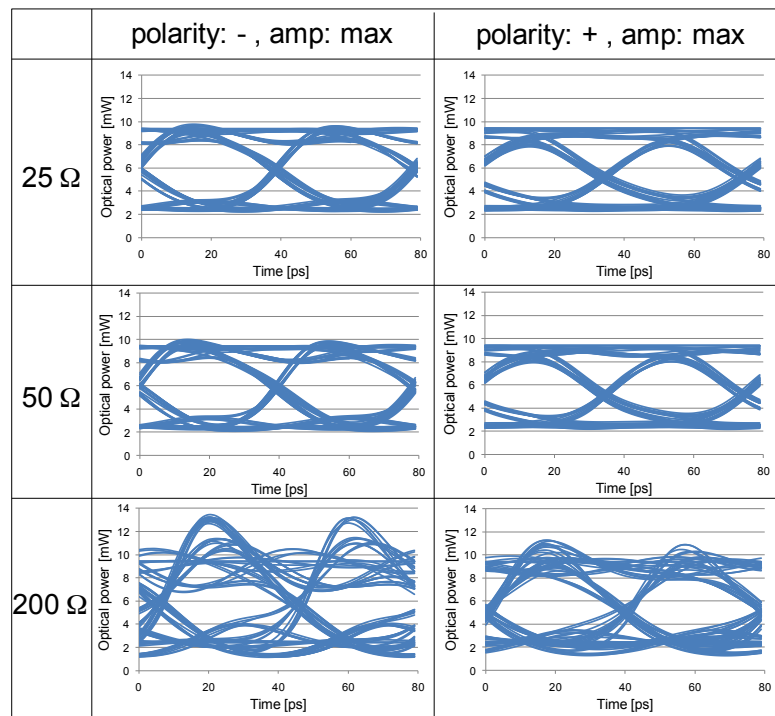 polarity: - , amp: max
polarity: + , amp: max
25 Ω
Optical power [mW]
14
12
10
8
6
4
2
0
0 20 40 60 80
Time [ps]
Optical power [mW]
14
12
10
8
6
4
2
0
0 20 40 60 80
Time [ps]
50 Ω
Optical power [mW]
14
12
10
8
6
4
2
0
0 20 40 60 80
Time [ps]
Optical power [mW]
14
12
10
8
6
4
2
0
0 20 40 60 80
Time [ps]
200 Ω
Optical power [mW]
14
12
10
8
6
4
2
0
0 20 40 60 80
Time [ps]
Optical power [mW]
14
12
10
8
6
4
2
0
0 20 40 60 80
Time [ps]